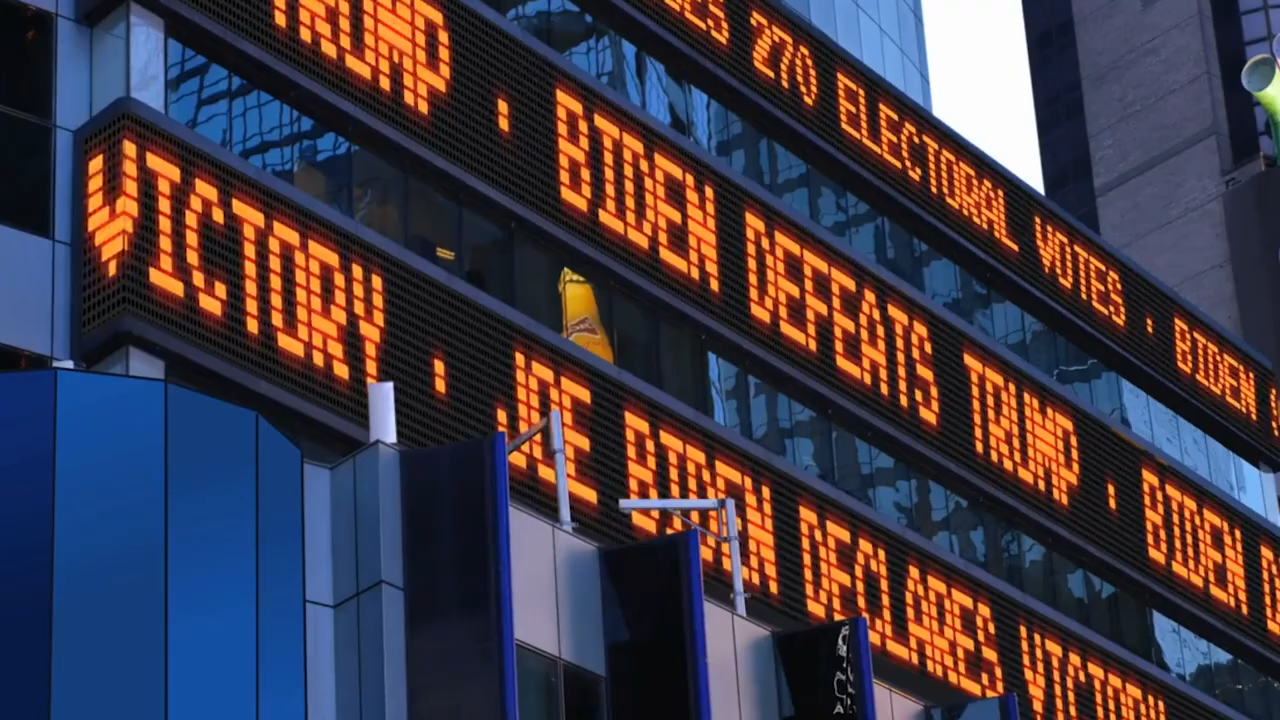 270 ELECTORAL VOTES · BIDEN
TRUMP · BIDEN DEFEATS TRUMP · BIDEN
VICTORY · JOE BIDEN DECLARES VICTORY